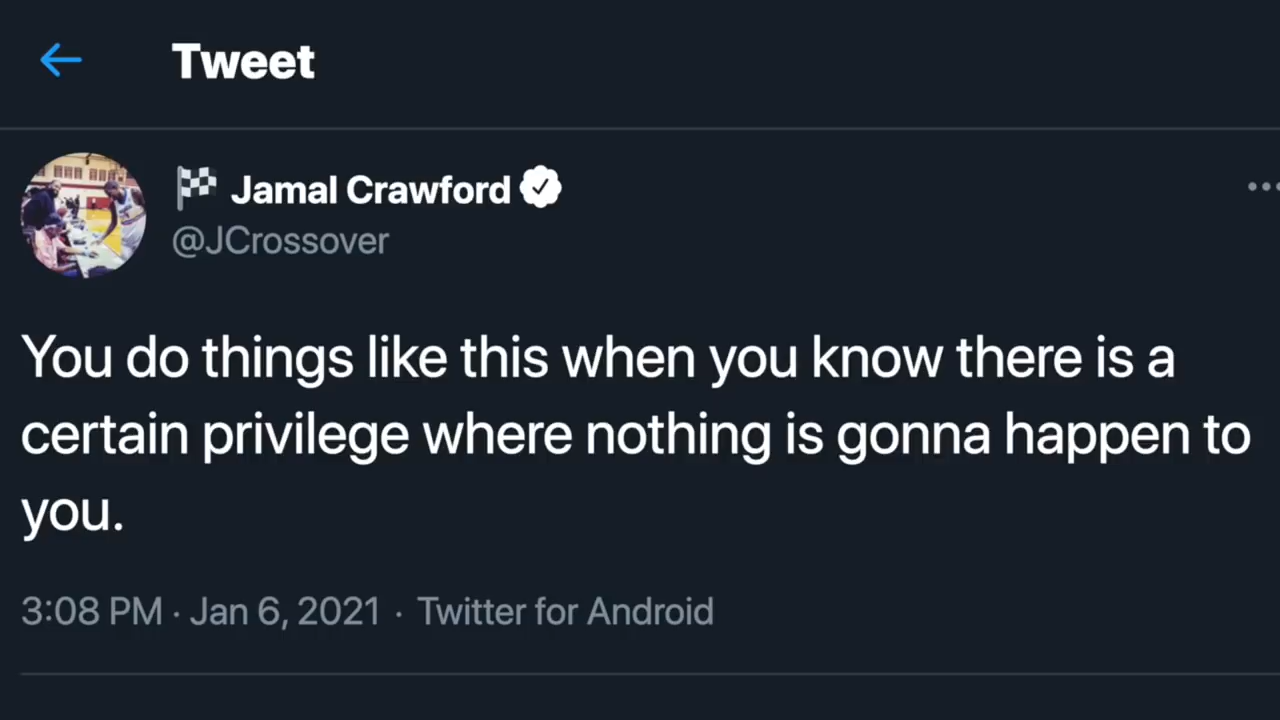 Tweet
Jamal Crawford
@JCrossover
You do things like this when you know there is a
certain privilege where nothing is gonna happen to
you.
3:08 PM · Jan 6, 2021 · Twitter for Android